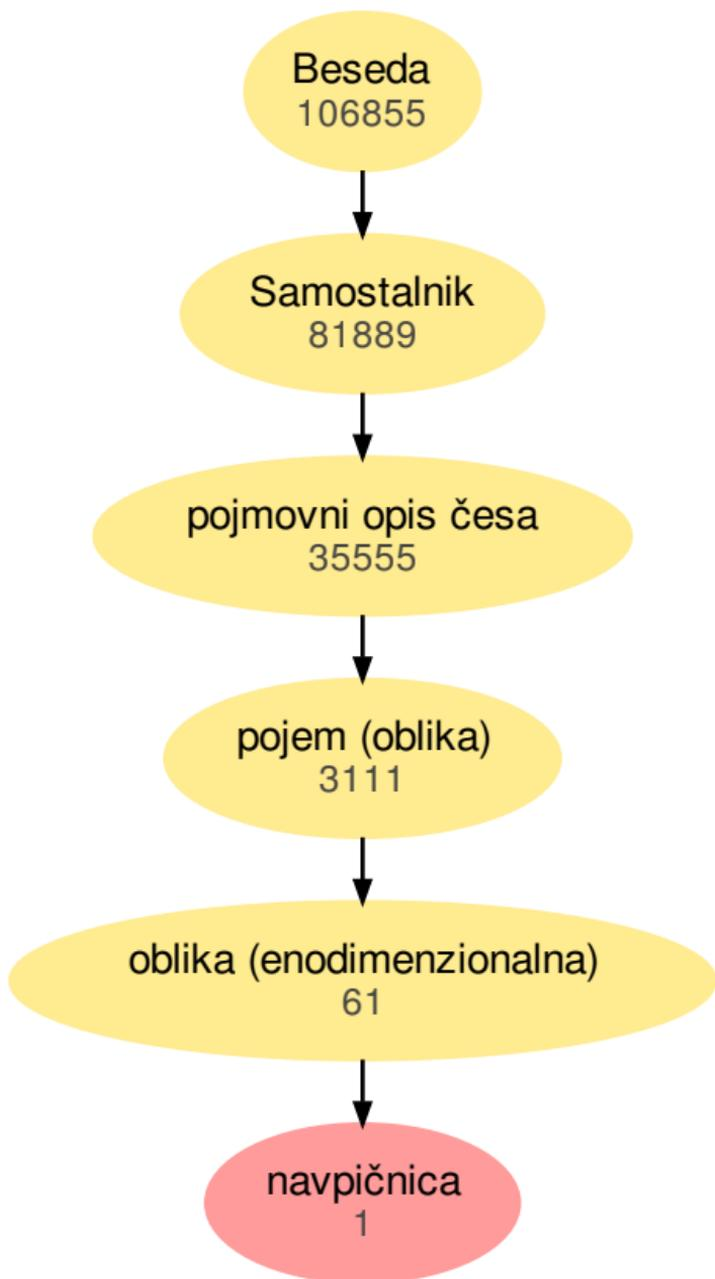 Beseda
106855
Samostalnik
81889
pojmovni opis česa
35555
pojem (oblika)
3111
oblika (enodimenzionalna)
61
navpičnica
1